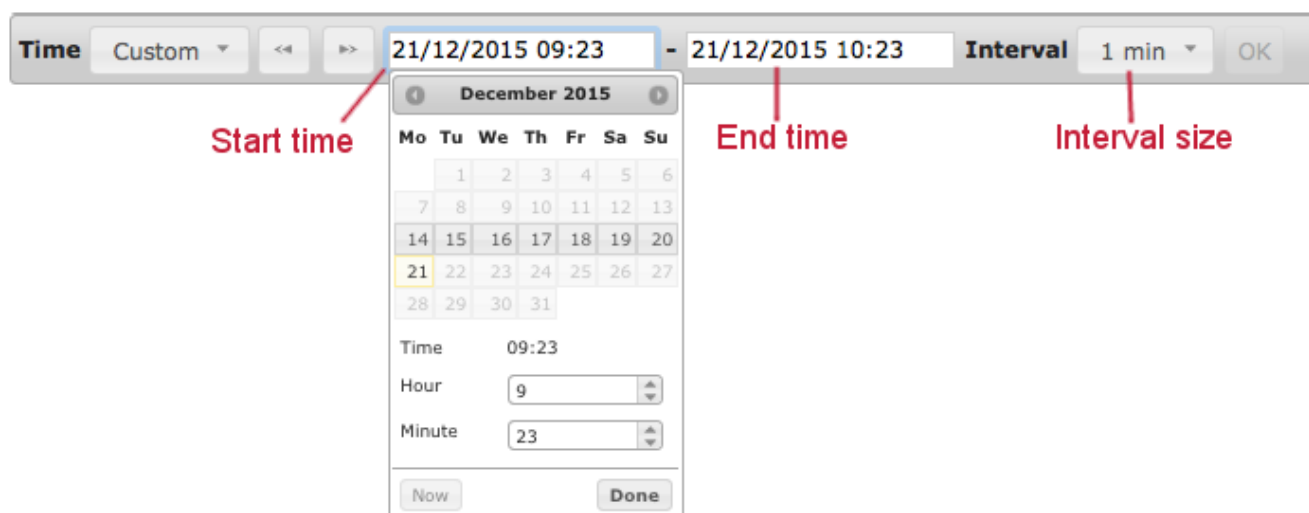 Time Custom 21/12/2015 09:23 - 21/12/2015 10:23 Interval 1 min OK
Start time
End time
Interval size
December 2015
Mo Tu We Th Fr Sa Su
1 2 3 4 5 6
7 8 9 10 11 12 13
14 15 16 17 18 19 20
21 22 23 24 25 26 27
28 29 30 31
Time 09:23
Hour 9
Minute 23
Now Done